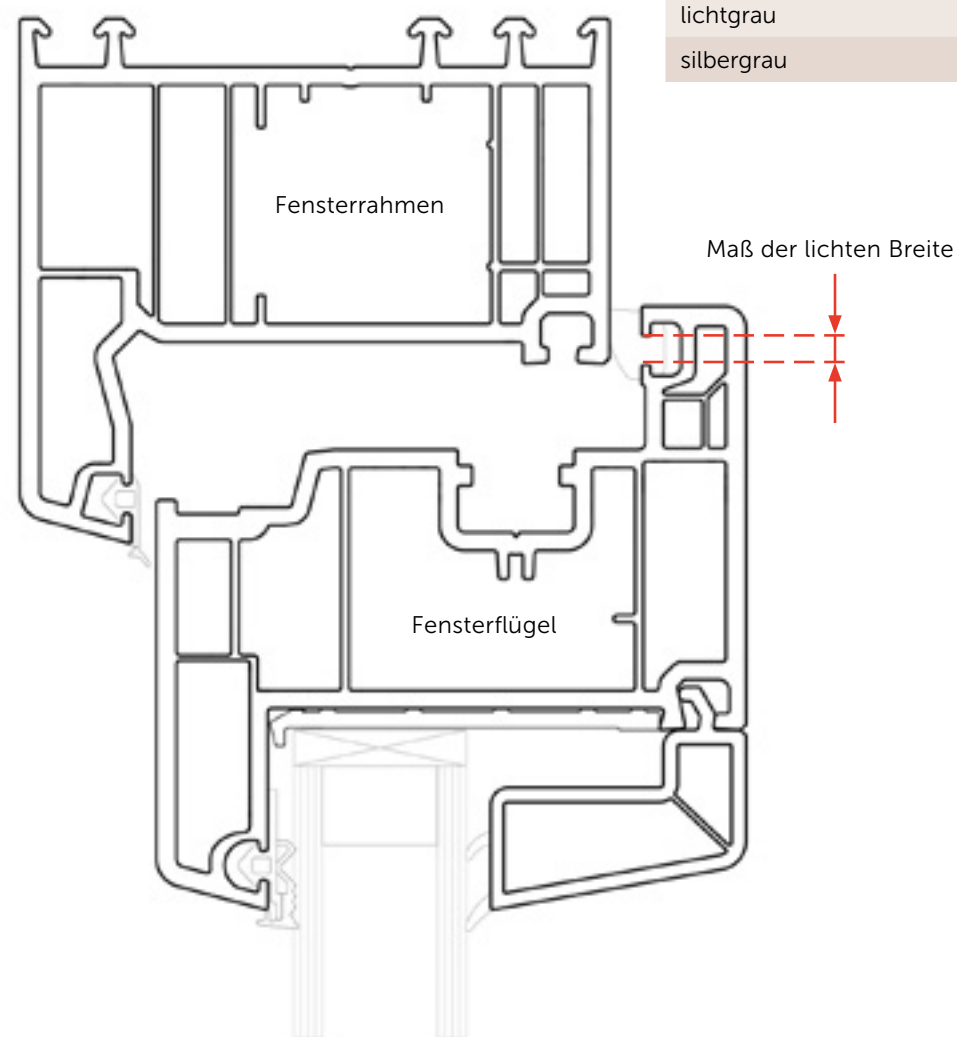 lichtgrau
silbergrau
Fensterrahmen
Maß der lichten Breite
Fensterflügel